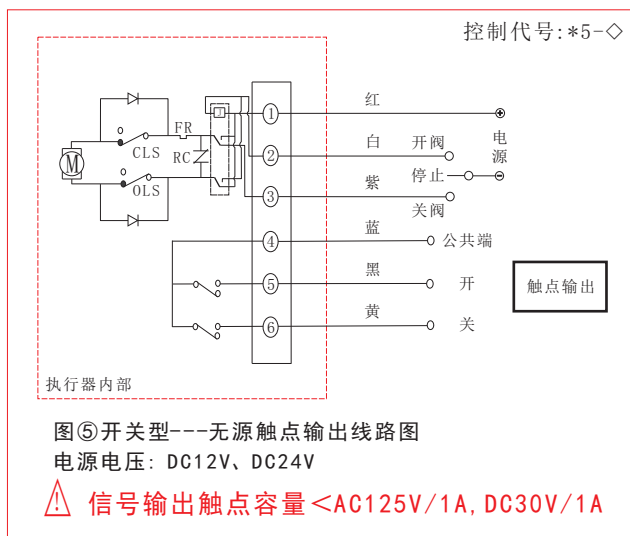 控制代号:*5-◇
① 红
② 白 开阀
电源
停止
③ 紫 关阀
④ 蓝 公共端
⑤ 黑 开
⑥ 黄 关
触点输出
J
FR
RC
M
CLS
OLS
执行器内部
图⑤开关型---无源触点输出线路图
电源电压: DC12V、DC24V
! 信号输出触点容量<AC125V/1A,DC30V/1A